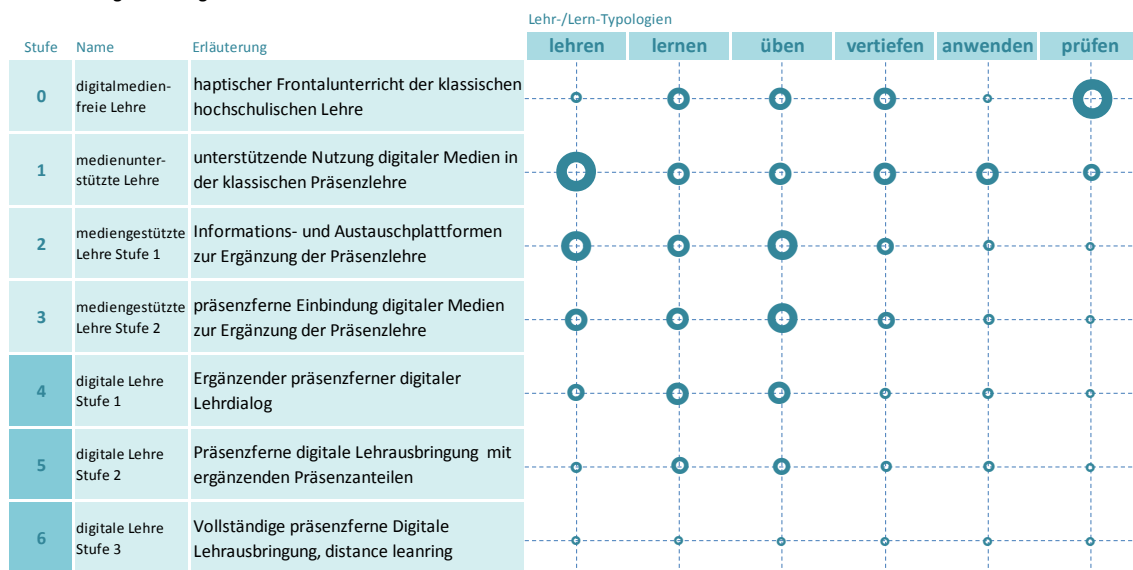 Lehr-/Lern-Typologien
Stufe Name Erläuterung lehren lernen üben vertiefen anwenden prüfen
0
digitalmedien-
freie Lehre
haptischer Frontalunterricht der klassischen
hochschulischen Lehre
1
medienunter-
stützte Lehre
unterstützende Nutzung digitaler Medien in
der klassischen Präsenzlehre
2
mediengestützte
Lehre Stufe 1
Informations- und Austauschplattformen
zur Ergänzung der Präsenzlehre
3
mediengestützte
Lehre Stufe 2
präsenzferne Einbindung digitaler Medien
zur Ergänzung der Präsenzlehre
4
digitale Lehre
Stufe 1
Ergänzender präsenzferner digitaler
Lehrdialog
5
digitale Lehre
Stufe 2
Präsenzferne digitale Lehrausbringung mit
ergänzenden Präsenzanteilen
6
digitale Lehre
Stufe 3
Vollständige präsenzferne Digitale
Lehrausbringung, distance leanring